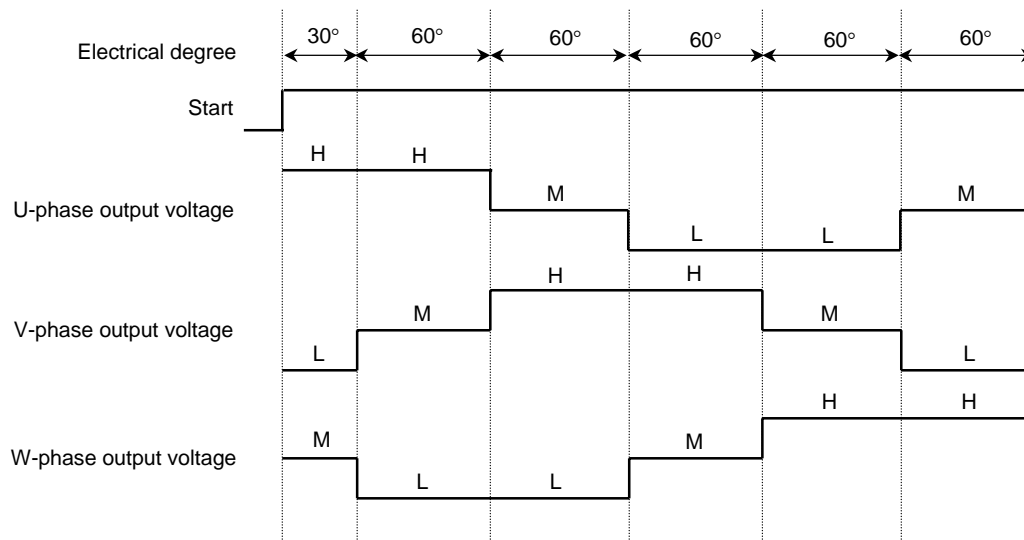 Electrical degree 30° 60° 60° 60° 60° 60°
Start
H H
U-phase output voltage M M
L L
H H
V-phase output voltage M M
L L
H H
W-phase output voltage M M
L L